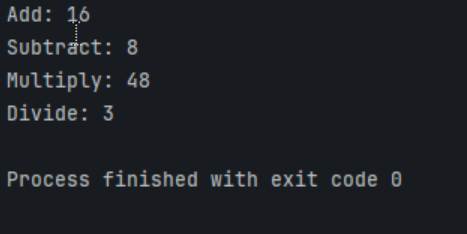 Add: 16
Subtract: 8
Multiply: 48
Divide: 3
Process finished with exit code 0